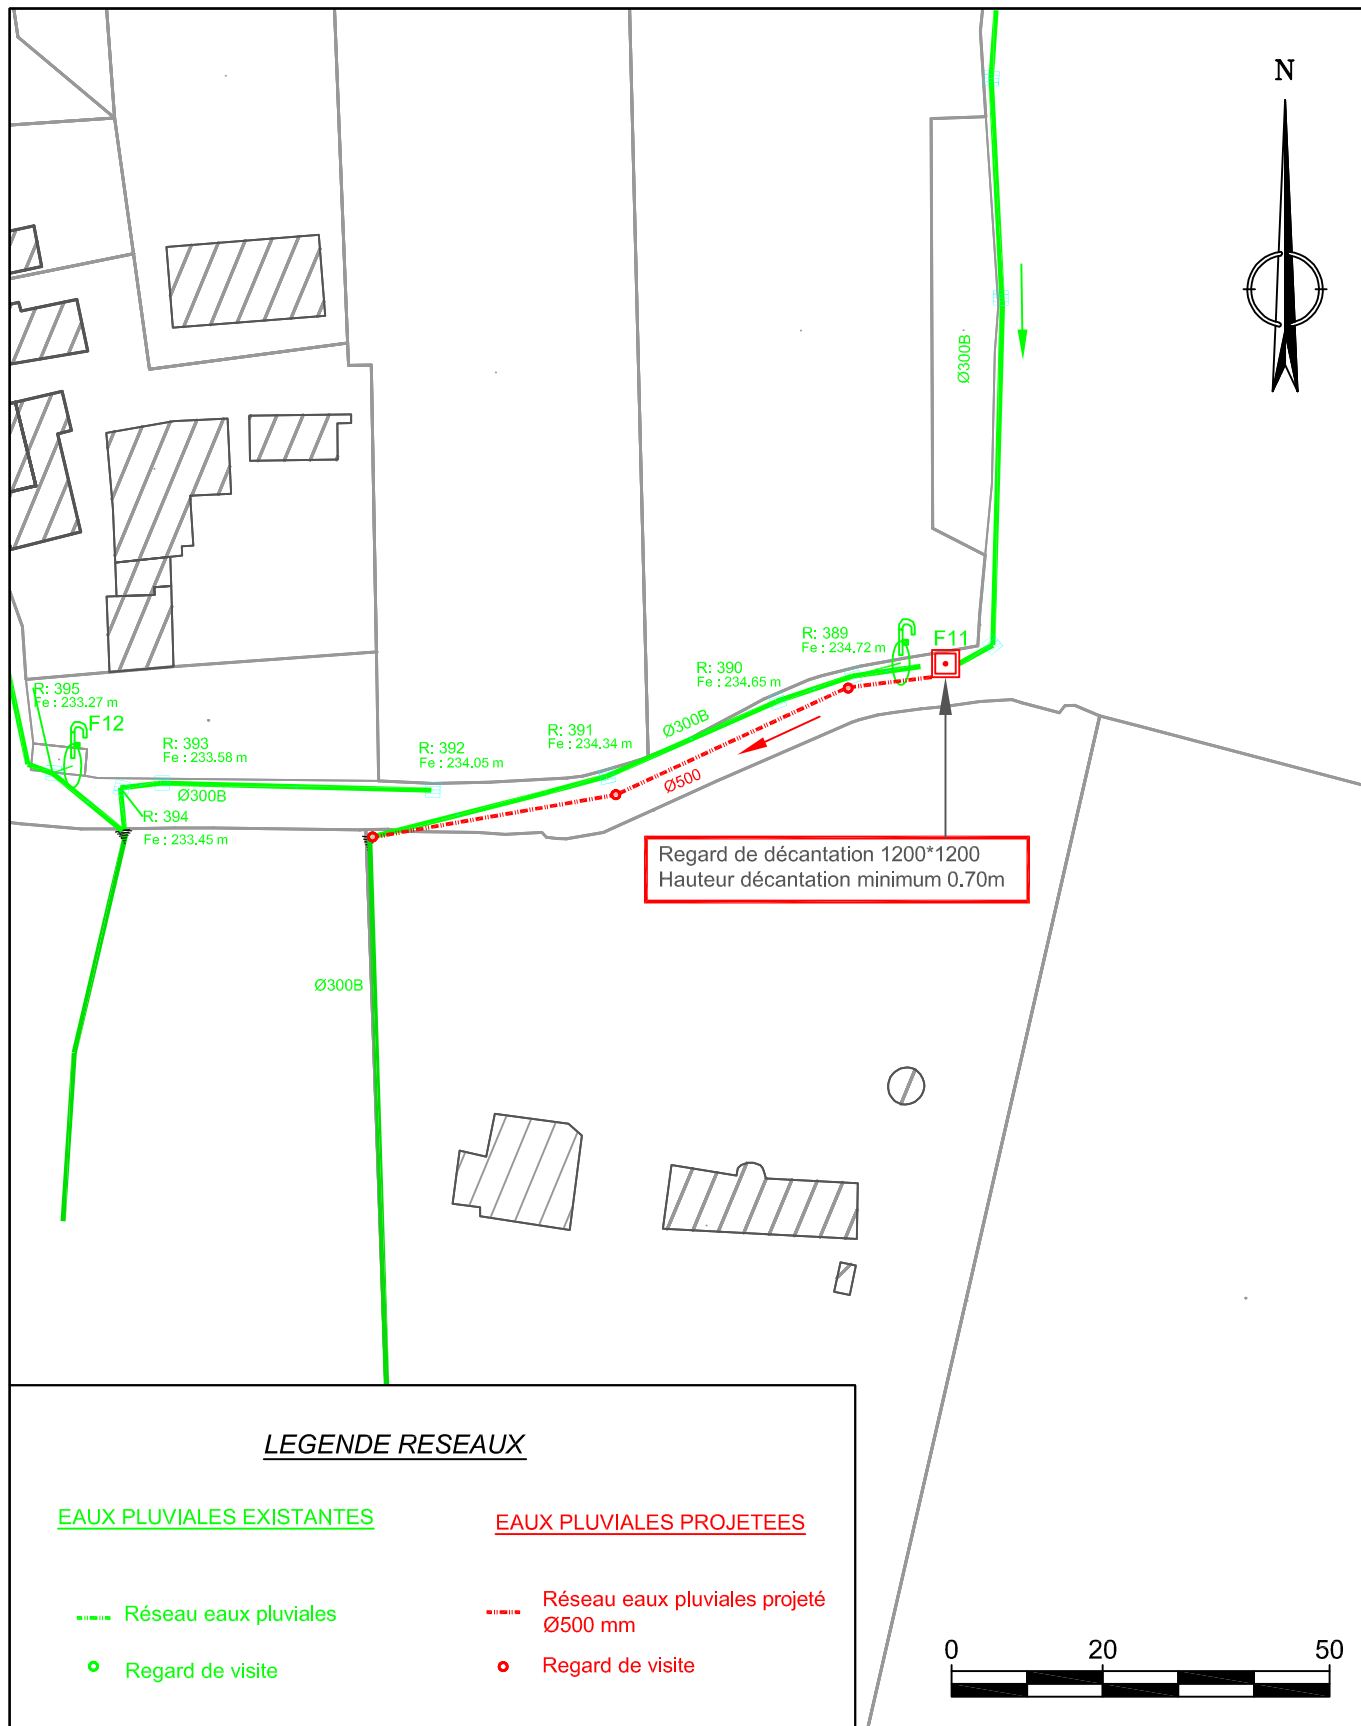 N
Ø300B
R: 389
Fe : 234.72 m
F11
R: 390
Fe : 234.65 m
R: 395
Fe : 233.27 m
F12
R: 393
Fe : 233.58 m
R: 392
Fe : 234.05 m
R: 391
Fe : 234.34 m
Ø300B
Ø500
Ø300B
R: 394
Fe : 233.45 m
Regard de décantation 1200*1200
Hauteur décantation minimum 0.70m
Ø300B
LEGENDE RESEAUX
EAUX PLUVIALES EXISTANTES
Réseau eaux pluviales
Regard de visite
EAUX PLUVIALES PROJETEES
Réseau eaux pluviales projeté
Ø500 mm
Regard de visite
0 20 50